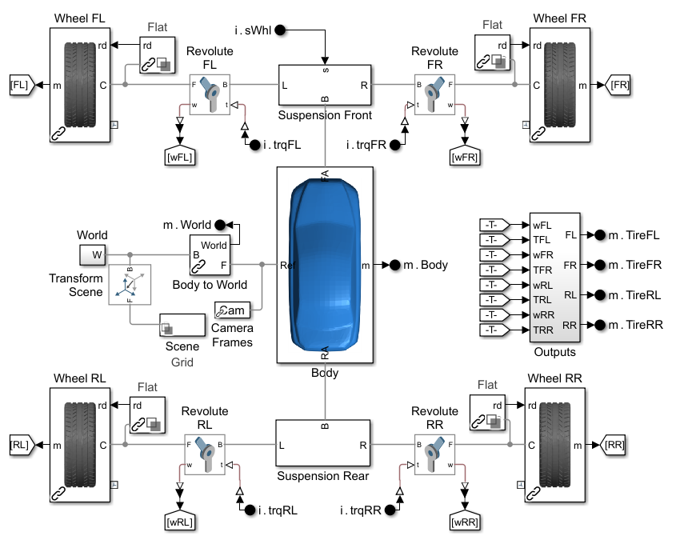 Wheel FL
Flat
i.sWhl
Flat
Wheel FR
rd
rd
Revolute
FL
Revolute
FR
rd
rd
[FL]
m
C
F
B
w
t
L
s
R
B
Suspension Front
B
F
t
w
C
m
[FR]
i.trqFL
i.trqFR
[wFL]
[wFR]
FA
m.World
World
W
World
B
F
Body to World
Transform
Scene
B
F
Cam
Camera
Frames
Scene
Grid
Ref
m
m.Body
RA
Body
-T-
wFL
-T-
TFL
-T-
wFR
-T-
TFR
-T-
wRL
-T-
TRL
-T-
wRR
-T-
TRR
FL
m.TireFL
FR
m.TireFR
RL
m.TireRL
RR
m.TireRR
Outputs
Wheel RL
Flat
Flat
Wheel RR
rd
rd
Revolute
RL
Revolute
RR
rd
rd
[RL]
m
C
F
B
w
t
B
L
R
Suspension Rear
B
F
t
w
C
m
[RR]
i.trqRL
i.trqRR
[wRL]
[wRR]